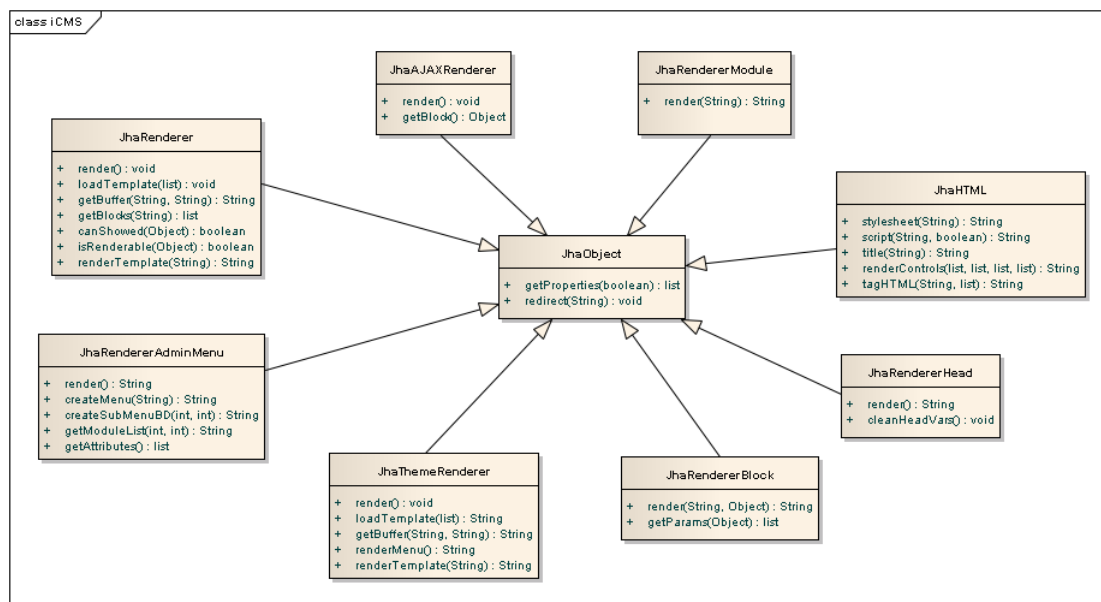 class iCMS
JhaAJAXRenderer
+ render() : void
+ getBlock() : Object
JhaRendererModule
+ render(String) : String
JhaRenderer
+ render() : void
+ loadTemplate(list) : void
+ getBuffer(String, String) : String
+ getBlocks(String) : list
+ canShowed(Object) : boolean
+ isRenderable(Object) : boolean
+ renderTemplate(String) : String
JhaHTML
+ stylesheet(String) : String
+ script(String, boolean) : String
+ title(String) : String
+ renderControls(list, list, list, list) : String
+ tagHTML(String, list) : String
JhaObject
+ getProperties(boolean) : list
+ redirect(String) : void
JhaRendererAdminMenu
+ render() : String
+ createMenu(String) : String
+ createSubMenuBD(int, int) : String
+ getModuleList(int, int) : String
+ getAttributes() : list
JhaRendererHead
+ render() : String
+ cleanHeadVars() : void
JhaThemeRenderer
+ render() : void
+ loadTemplate(list) : String
+ getBuffer(String, String) : String
+ renderMenu() : String
+ renderTemplate(String) : String
JhaRendererBlock
+ render(String, Object) : String
+ getParams(Object) : list